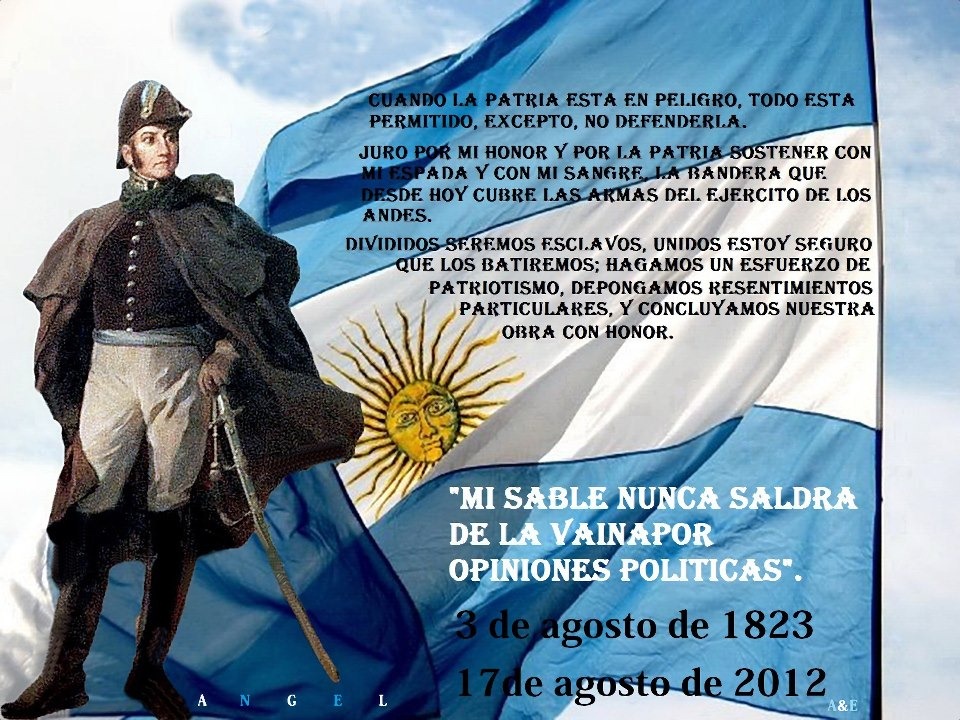 CUANDO LA PATRIA ESTA EN PELIGRO, TODO ESTA
PERMITIDO, EXCEPTO, NO DEFENDERLA.
JURO POR MI HONOR Y POR LA PATRIA SOSTENER CON
MI ESPADA Y CON MI SANGRE, LA BANDERA QUE
DESDE HOY CUBRE LAS ARMAS DEL EJERCITO DE LOS
ANDES.
DIVIDIDOS SEREMOS ESCLAVOS, UNIDOS ESTOY SEGURO
QUE LOS BATIREMOS; HAGAMOS UN ESFUERZO DE
PATRIOTISMO, DEPONGAMOS RESENTIMIENTOS
PARTICULARES, Y CONCLUYAMOS NUESTRA
OBRA CON HONOR.
"MI SABLE NUNCA SALDRA
DE LA VAINAPOR
OPINIONES POLITICAS".
3 de agosto de 1823
17de agosto de 2012
A N G E L
A&E